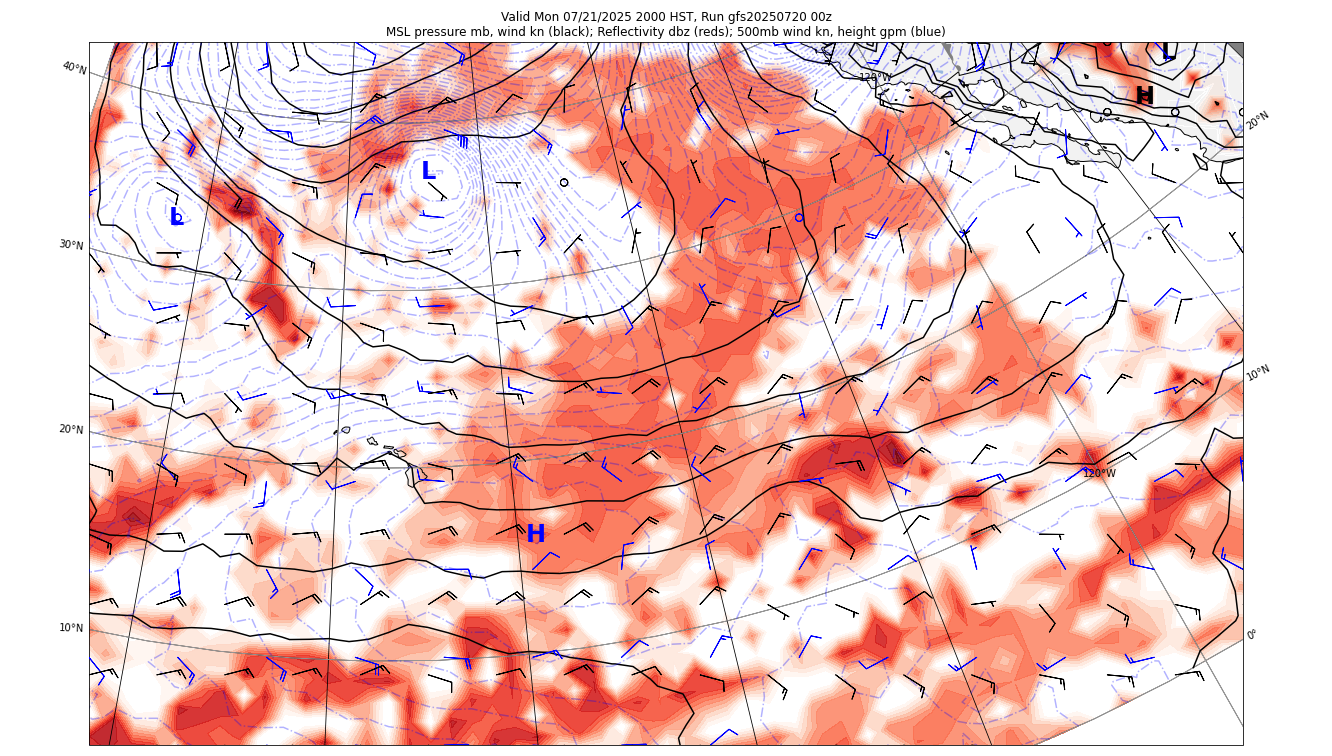 Valid Mon 07/21/2025 2000 HST, Run gfs20250720 00z
MSL pressure mb, wind kn (black); Reflectivity dbz (reds); 500mb wind kn, height gpm (blue)
40°N
120°W
L
H
20°N
L
L
30°N
10°N
20°N
120°W
H
10°N
0°